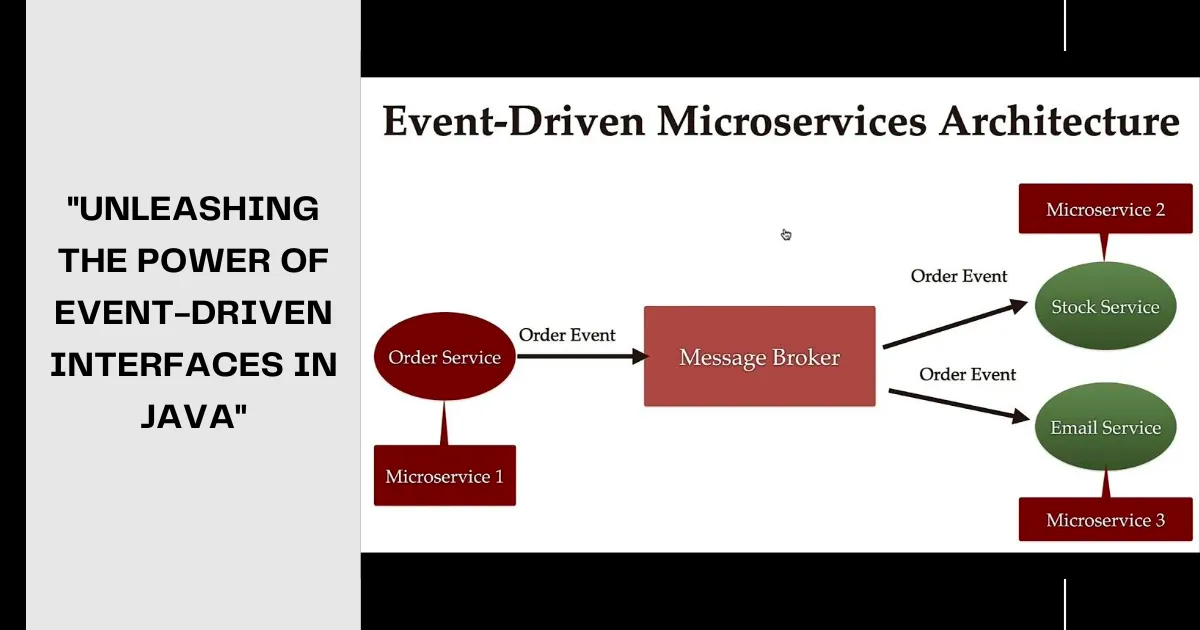 "UNLEASHING
THE POWER OF
EVENT-DRIVEN
INTERFACES IN
JAVA"
Event-Driven Microservices Architecture
Microservice 2
Order Event
Stock Service
Order Event
Order Service
Message Broker
Order Event
Email Service
Microservice 1
Microservice 3